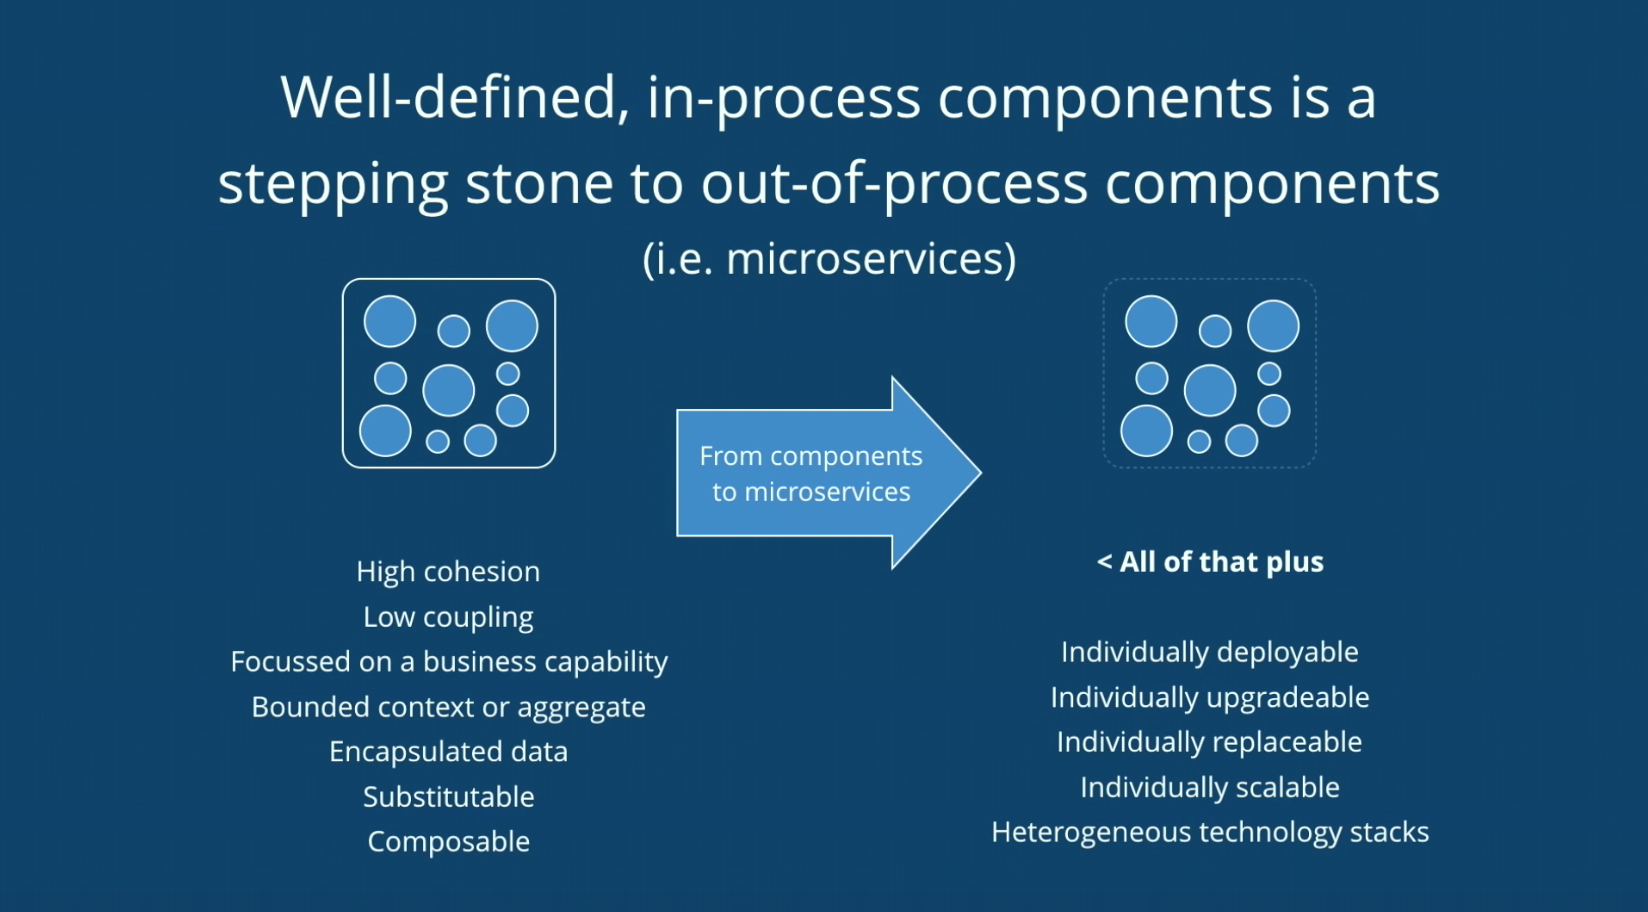 Well-defined, in-process components is a
stepping stone to out-of-process components
(i.e. microservices)
From components
to microservices
High cohesion
Low coupling
Focussed on a business capability
Bounded context or aggregate
Encapsulated data
Substitutable
Composable
< All of that plus
Individually deployable
Individually upgradeable
Individually replaceable
Individually scalable
Heterogeneous technology stacks